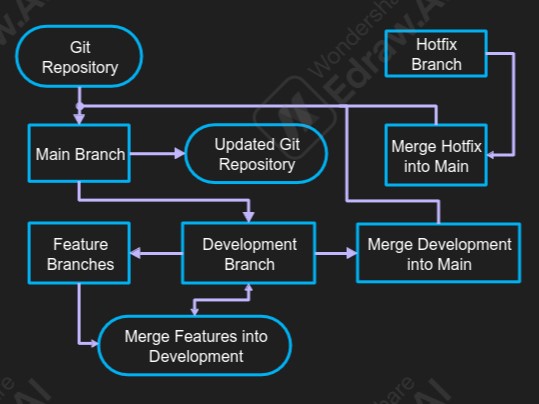 Git
Repository
Hotfix
Branch
Wondershare
Edraw.AI
Main Branch
Updated Git
Repository
Merge Hotfix
into Main
Feature
Branches
Development
Branch
Merge Development
into Main
Merge Features into
Development